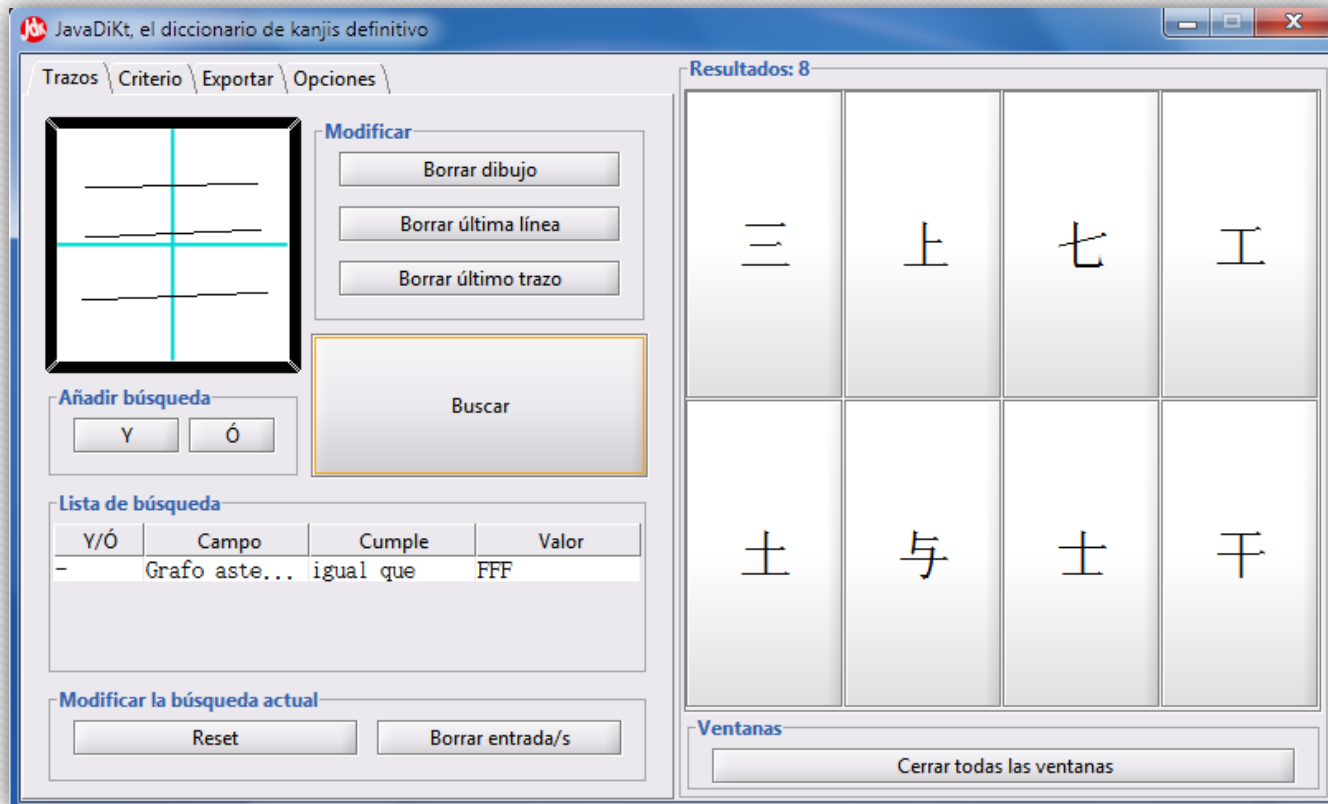 JavaDiKt, el diccionario de kanjis definitivo
Trazos Criterio Exportar Opciones
Modificar
Borrar dibujo
Borrar última línea
Borrar último trazo
Añadir búsqueda
Y Ó
Buscar
Lista de búsqueda
Y/Ó Campo Cumple Valor
- Grafo aste... igual que FFF
Modificar la búsqueda actual
Reset Borrar entrada/s
Resultados: 8
三 上 七 工
土 与 士 干
Ventanas
Cerrar todas las ventanas